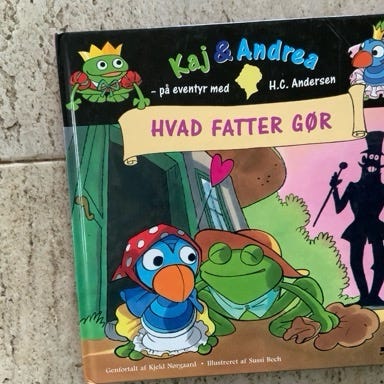 Kaj & Andrea
- på eventyr med H.C. Andersen
HVAD FATTER GØR
Genfortalt af Kjeld Nørgaard • Illustreret af Sussi Bech